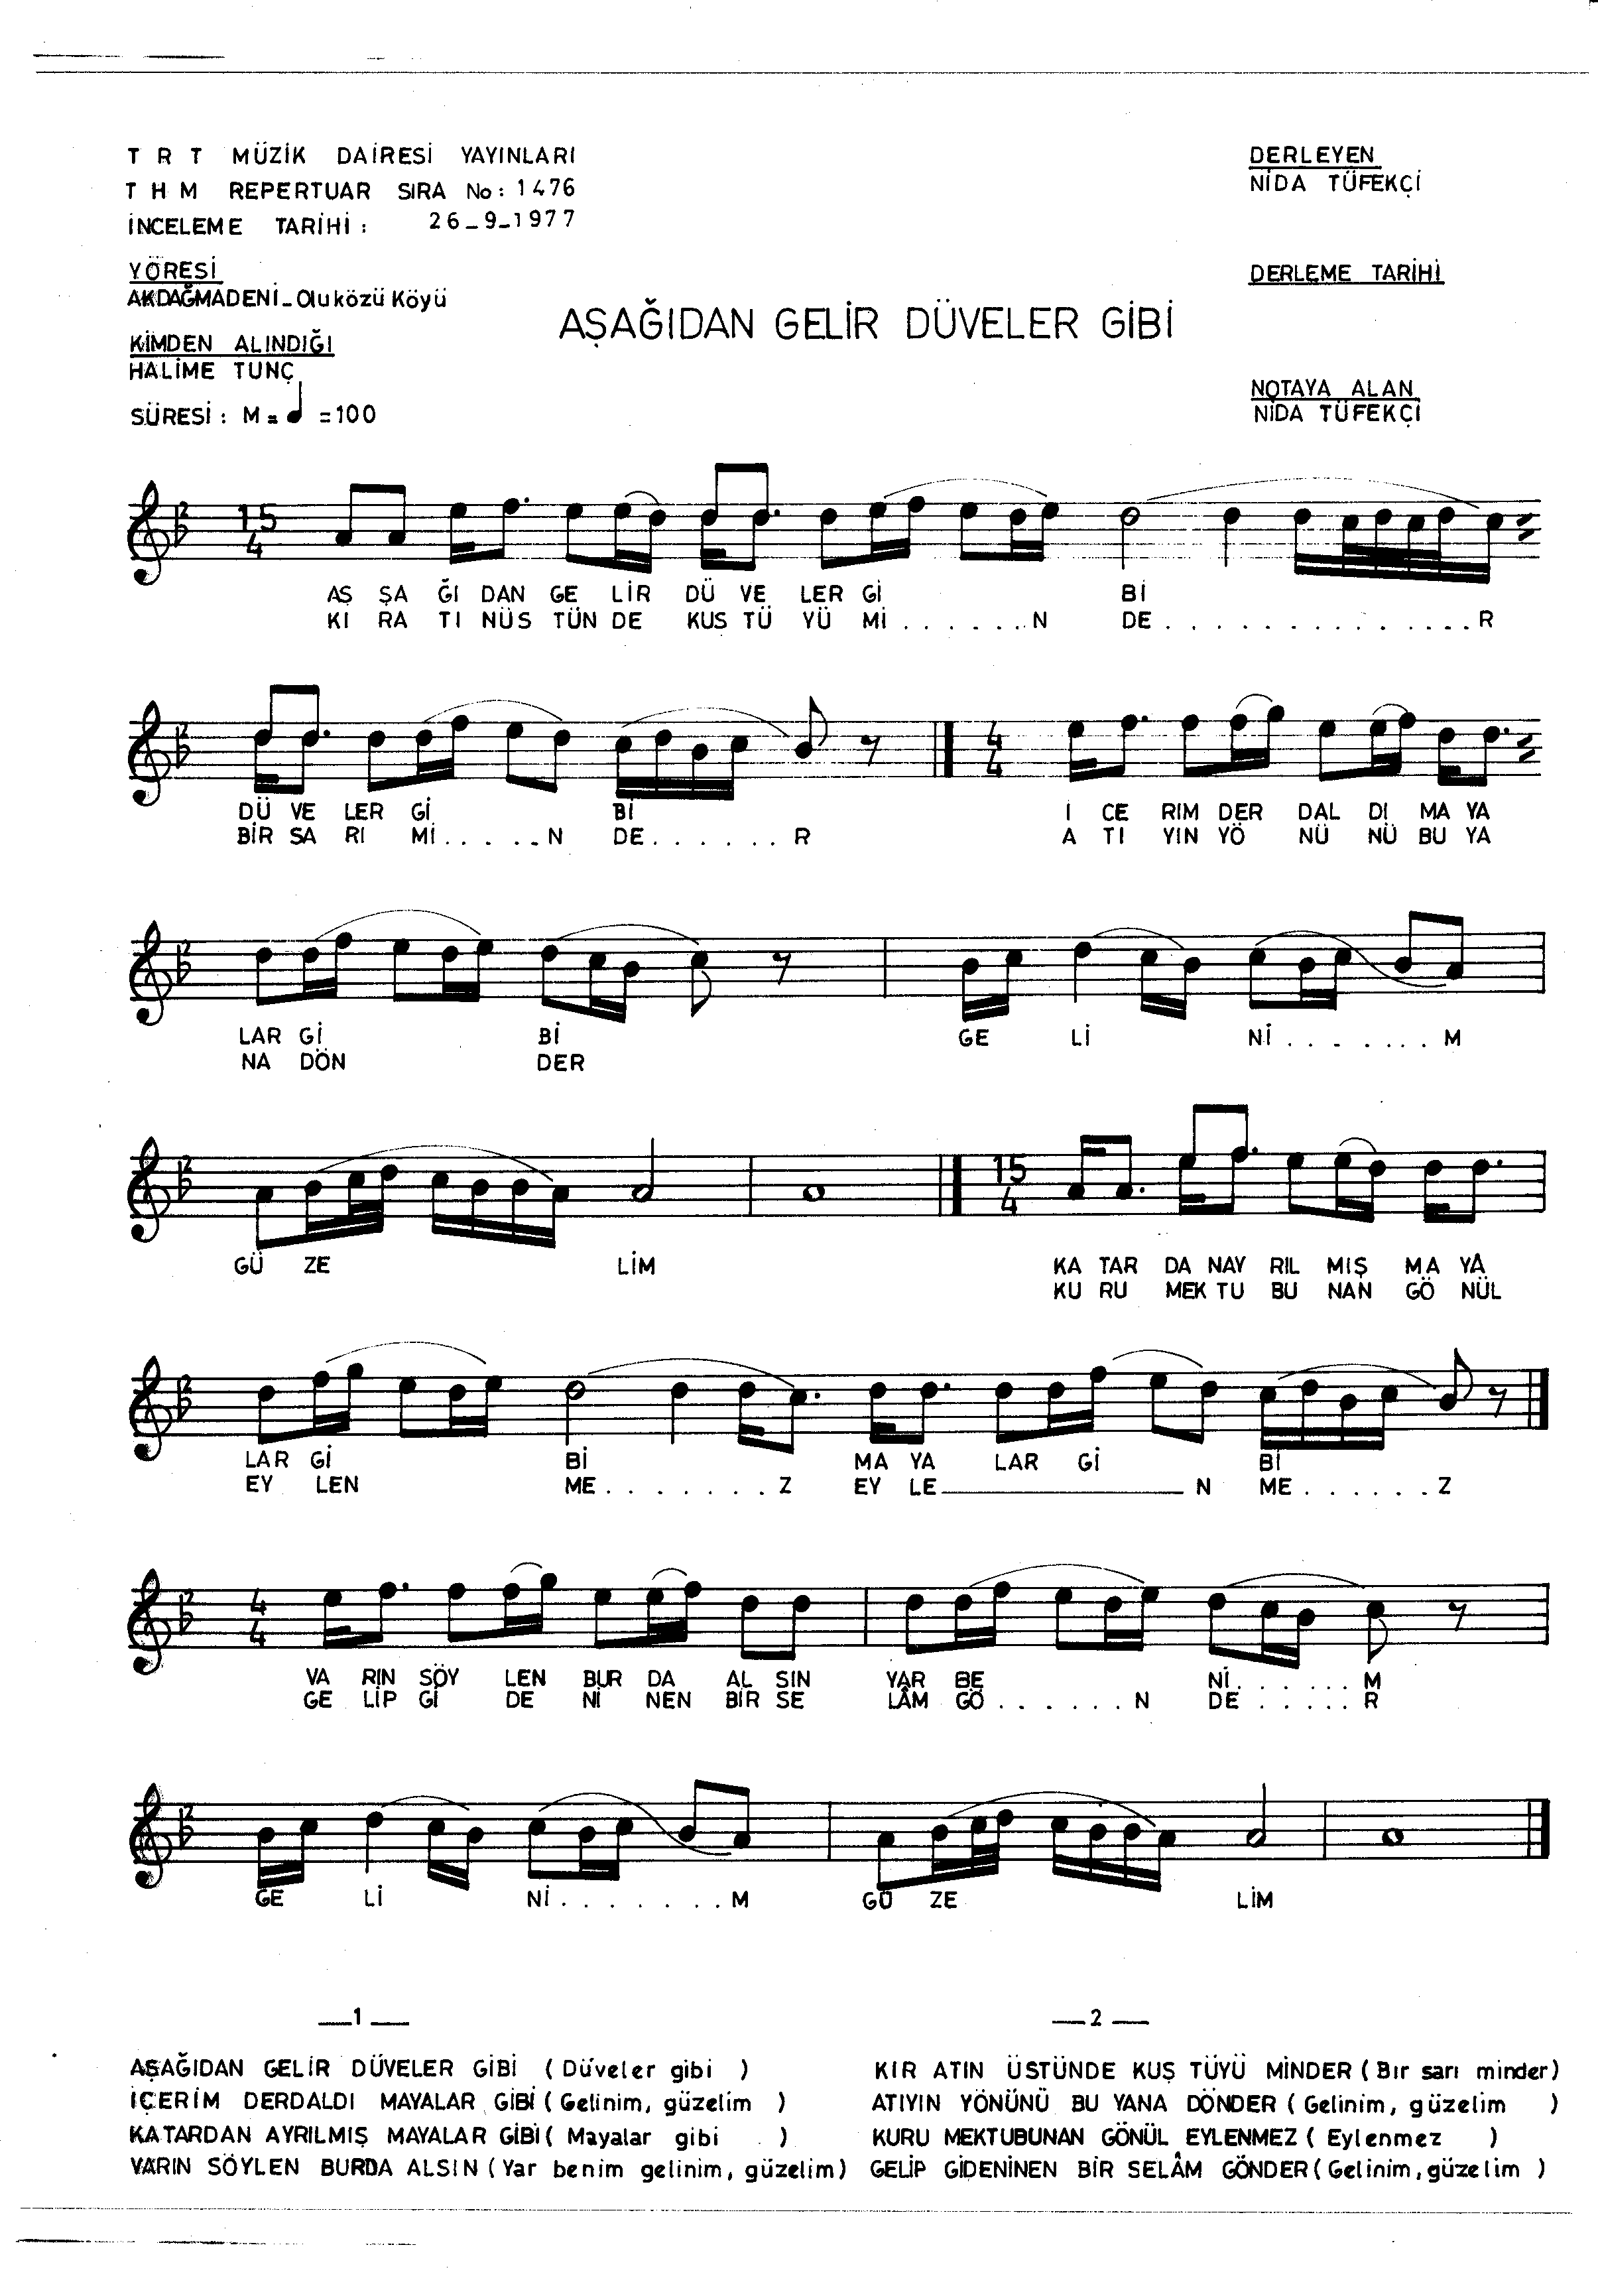 T R T MÜZİK DAİRESİ YAYINLARI
T H M REPERTUAR SIRA No: 1476
İNCELEME TARİHİ: 26_9_1977
DERLEYEN
NİDA TÜFEKÇİ
YÖRESİ
AKDAĞMADENİ_Oluközü Köyü
DERLEME TARİHİ
AŞAĞIDAN GELİR DÜVELER GİBİ
KİMDEN ALINDIĞI
HALİME TUNÇ
NOTAYA ALAN
NİDA TÜFEKÇİ
SÜRESİ: M= =100
15
4
AŞ ŞA ĞI DAN GE LİR DÜ VE LER Gİ Bİ
KI RA TI NÜS TÜN DE KUS TÜ YÜ Mİ . . . . . . N DE . . . . . . . . . . . . . . . R
4
4
DÜ VE LER Gİ Bİ I CE RIM DER DAL DI MA YA
BİR SA RI Mİ . . . . . N DE . . . . . . R A TI YIN YÖ NÜ NÜ BU YA
LAR Gİ Bİ GE Lİ Nİ . . . . . . . M
NA DÖN DER
15
4
GÜ ZE LİM KA TAR DA NAY RIL MIŞ MA YA
KU RU MEK TU BU NAN GÖ NÜL
LAR Gİ Bİ MA YA LAR Gİ Bİ
EY LEN ME . . . . . . . Z EY LE______N ME . . . . . . Z
4
4
VA RIN SÖY LEN BUR DA AL SIN YAR BE Nİ . . . . . . M
GE LİP Gİ DE Nİ NEN BİR SE LÂM GÖ . . . . . . N DE . . . . . R
GE Lİ Nİ . . . . . . . M GÜ ZE LİM
—1—
AŞAĞIDAN GELİR DÜVELER GİBİ (Düveler gibi )
İÇERİM DERDALDI MAYALAR GİBİ (Gelinim, güzelim )
KATARDAN AYRILMIŞ MAYALAR GİBİ ( Mayalar gibi )
VARIN SÖYLEN BURDA ALSIN (Yar benim gelinim, güzelim)
—2—
KIR ATIN ÜSTÜNDE KUŞ TÜYÜ MİNDER (Bir sarı minder)
ATIYIN YÖNÜNÜ BU YANA DÖNDER (Gelinim, güzelim )
KURU MEKTUBUNAN GÖNÜL EYLENMEZ ( Eylenmez )
GELİP GİDENİNEN BİR SELÂM GÖNDER (Gelinim, güzelim )